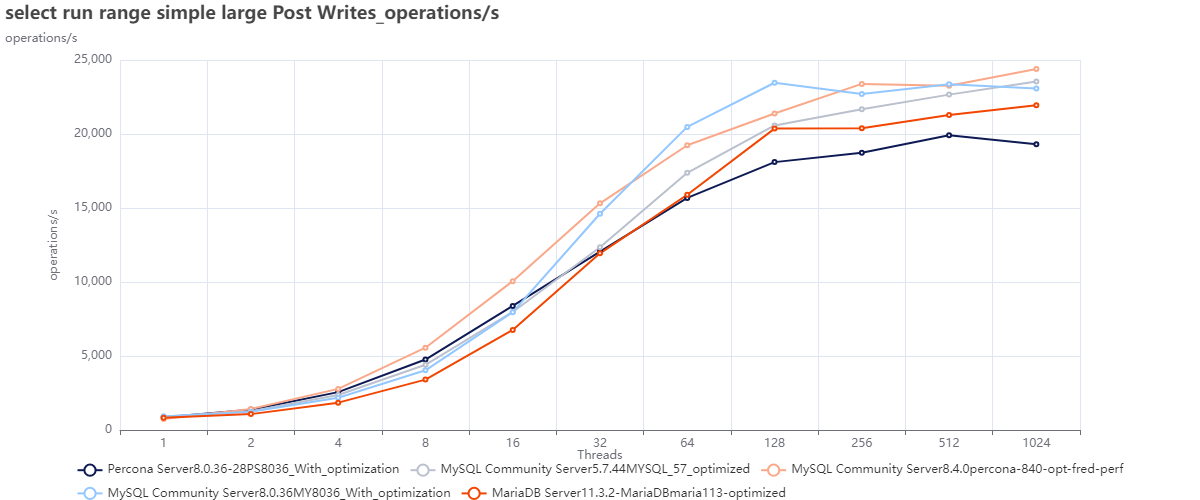 select run range simple large Post Writes_operations/s
operations/s
25,000
20,000
15,000
10,000
5,000
0
operations/s
1 2 4 8 16 32 64 128 256 512 1024
Threads
Percona Server8.0.36-28PS8036_With_optimization MySQL Community Server5.7.44MYSQL_57_optimized MySQL Community Server8.4.0percona-840-opt-fred-perf
MySQL Community Server8.0.36MY8036_With_optimization MariaDB Server11.3.2-MariaDBmaria113-optimized